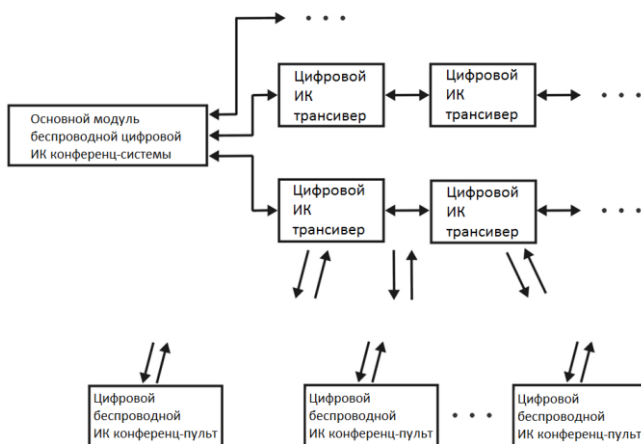 . . .
Цифровой
ИК
трансивер
Цифровой
ИК
трансивер
. . .
Основной модуль
беспроводной цифровой
ИК конференц-системы
Цифровой
ИК
трансивер
Цифровой
ИК
трансивер
. . .
Цифровой
беспроводной
ИК конференц-пульт
Цифровой
беспроводной
ИК конференц-пульт
. . .
Цифровой
беспроводной
ИК конференц-пульт